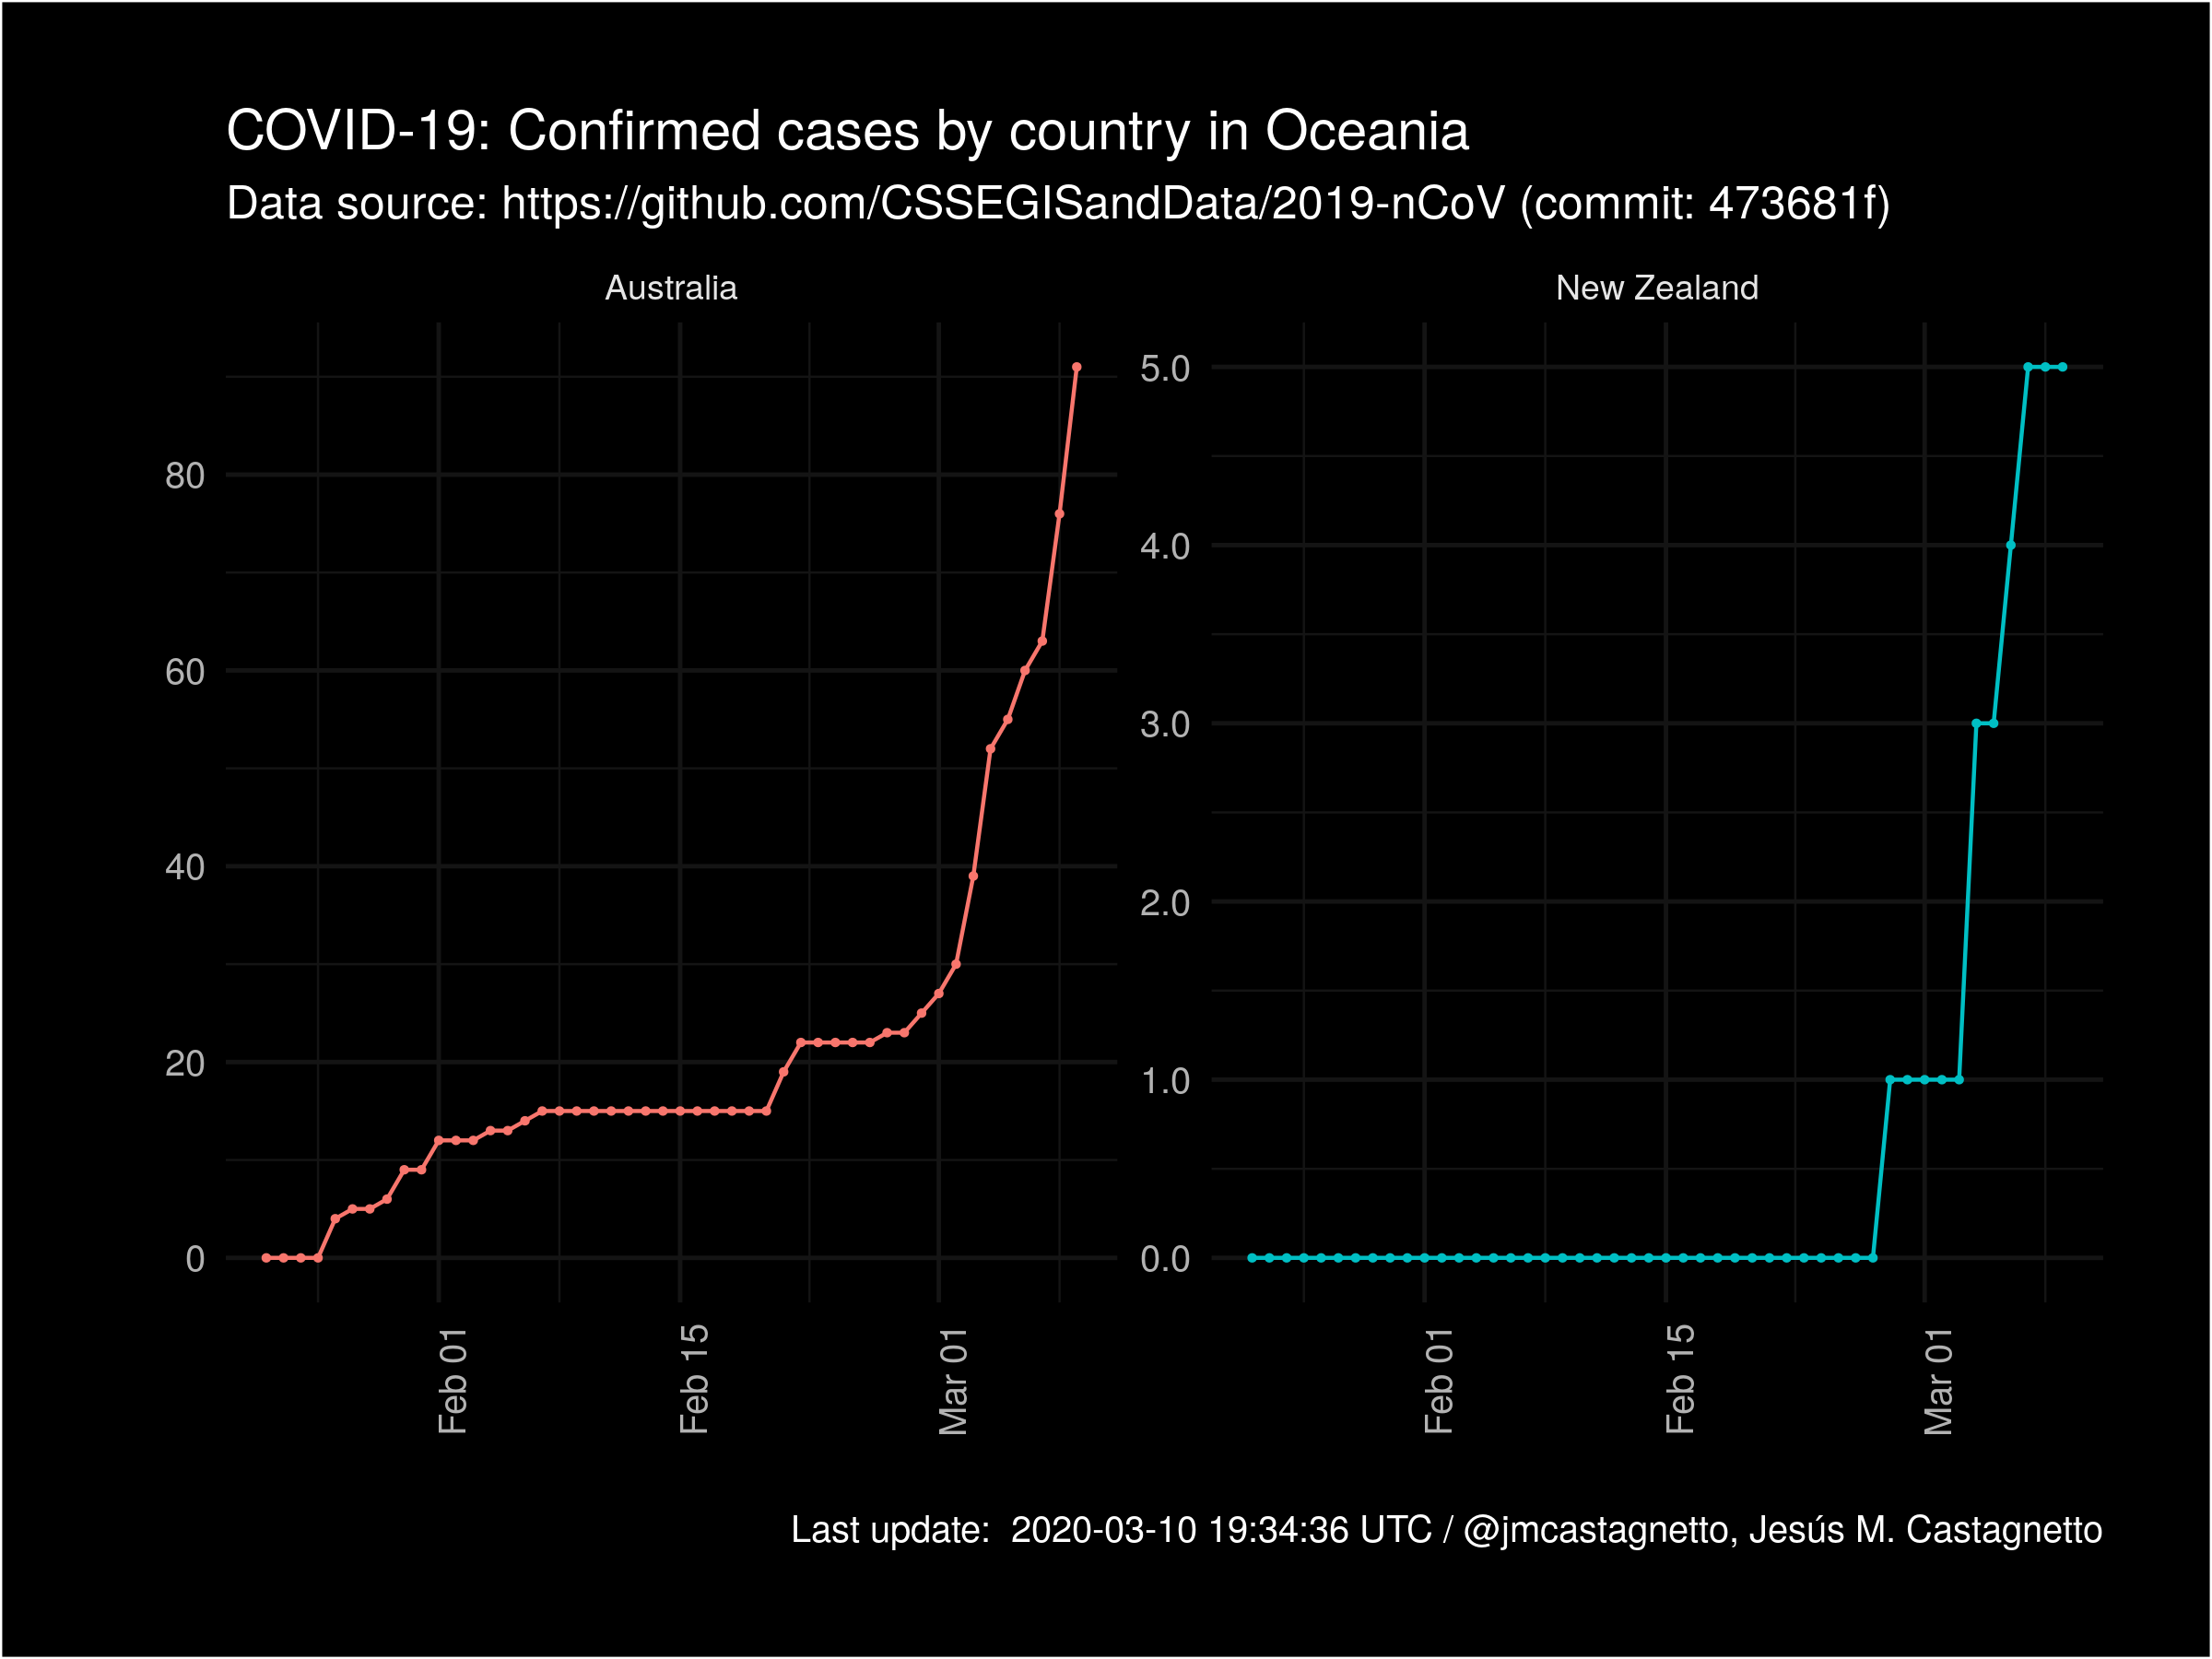 COVID-19: Confirmed cases by country in Oceania
Data source: https://github.com/CSSEGISandData/2019-nCoV (commit: 473681f)
Australia
80
60
40
20
0
Feb 01
Feb 15
Mar 01
New Zealand
5.0
4.0
3.0
2.0
1.0
0.0
Feb 01
Feb 15
Mar 01
Last update:  2020-03-10 19:34:36 UTC / @jmcastagnetto, Jesús M. Castagnetto